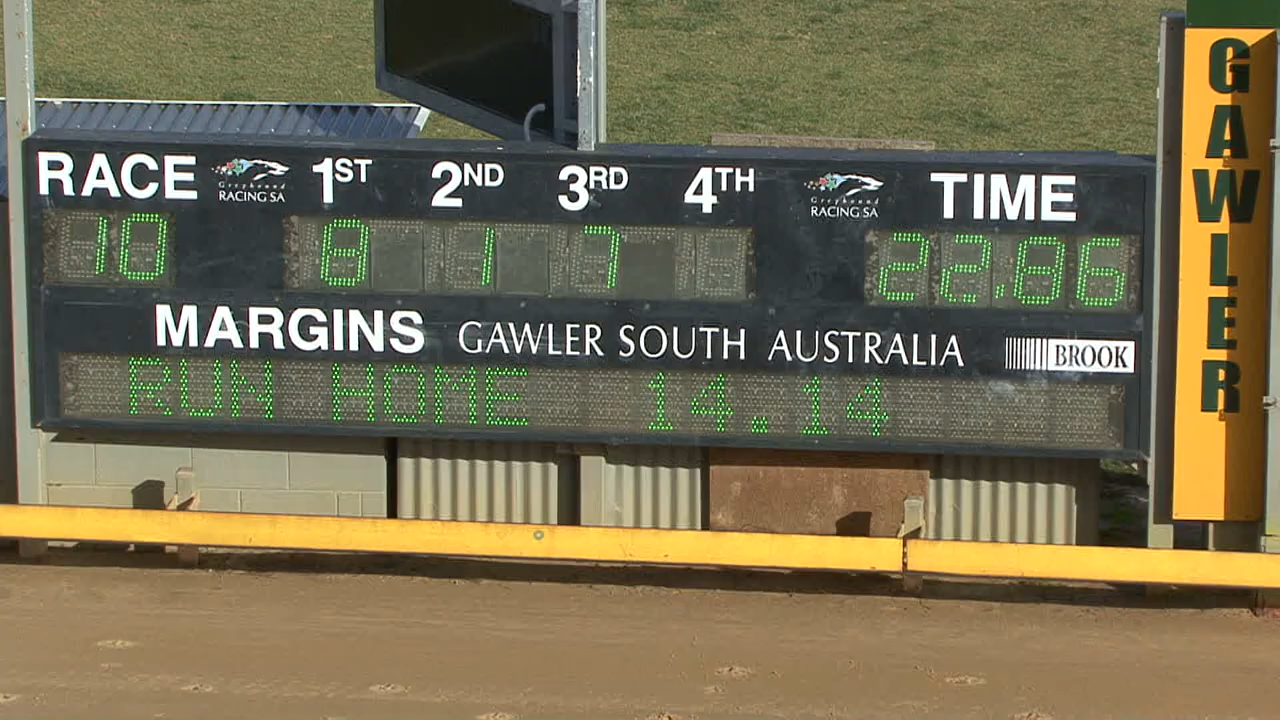 RACE Greyhound RACING SA 1ST 2ND 3RD 4TH Greyhound RACING SA TIME
10 8 1 7 22.86
MARGINS GAWLER SOUTH AUSTRALIA BROOK
RUN HOME 14.14
GAWLER